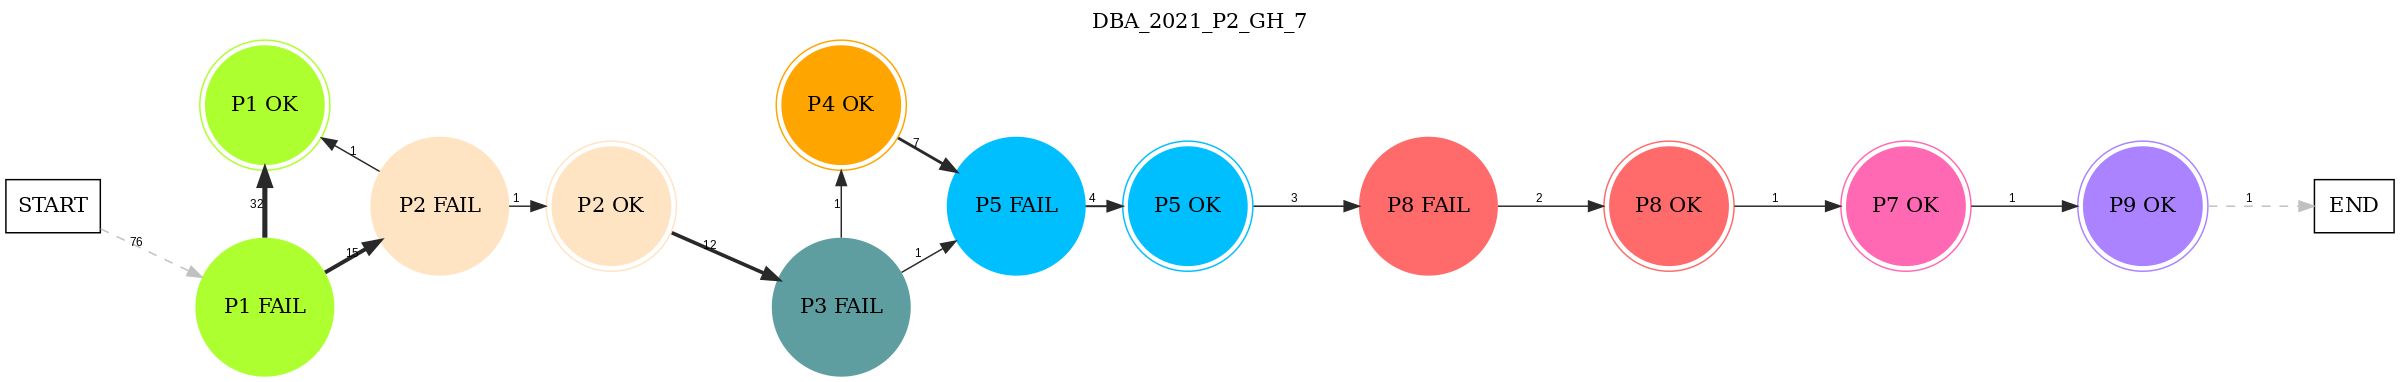 DBA_2021_P2_GH_7
START
76
P1 OK
32
P1 FAIL
1
15
P2 FAIL
1
P2 OK
12
P4 OK
1
P3 FAIL
7
1
P5 FAIL
4
P5 OK
3
P8 FAIL
2
P8 OK
1
P7 OK
1
P9 OK
1
END